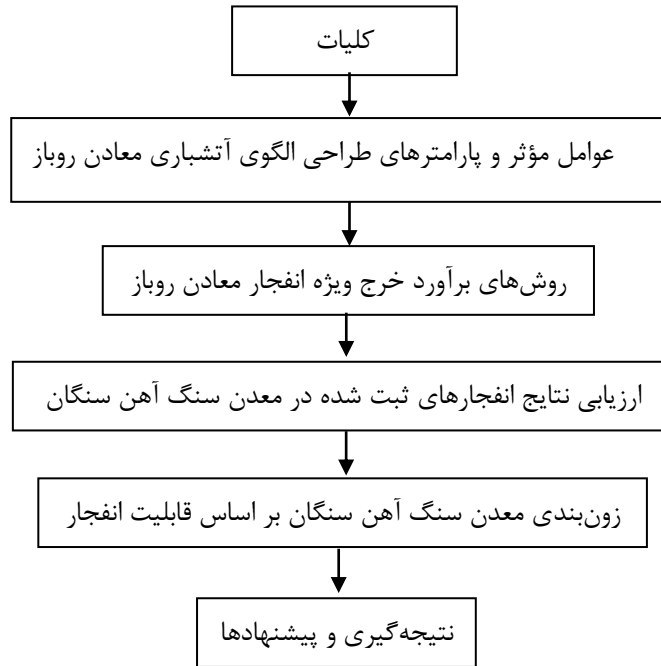 کلیات
عوامل مؤثر و پارامترهای طراحی الگوی آتشباری معادن روباز
روش‌های برآورد خرج ویژه انفجار معادن روباز
ارزیابی نتایج انفجارهای ثبت شده در معدن سنگ آهن سنگان
زون‌بندی معدن سنگ آهن سنگان بر اساس قابلیت انفجار
نتیجه‌گیری و پیشنهادها